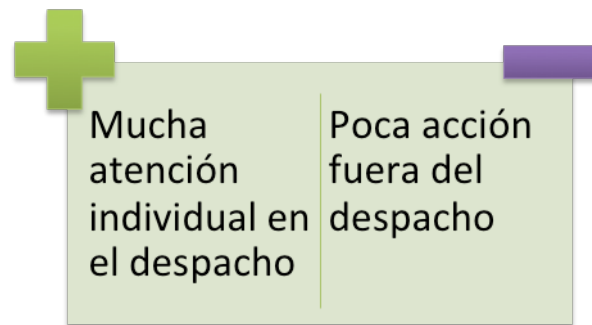 Mucha
atención
individual en
el despacho
Poca acción
fuera del
despacho